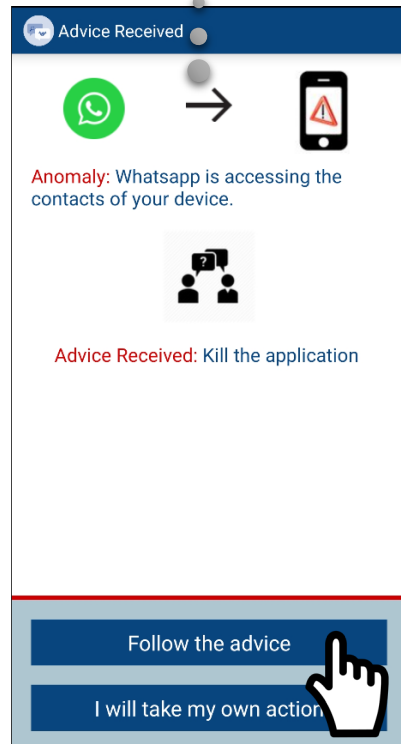 Advice Received
Anomaly: Whatsapp is accessing the
contacts of your device.
?
Advice Received: Kill the application
Follow the advice
I will take my own action